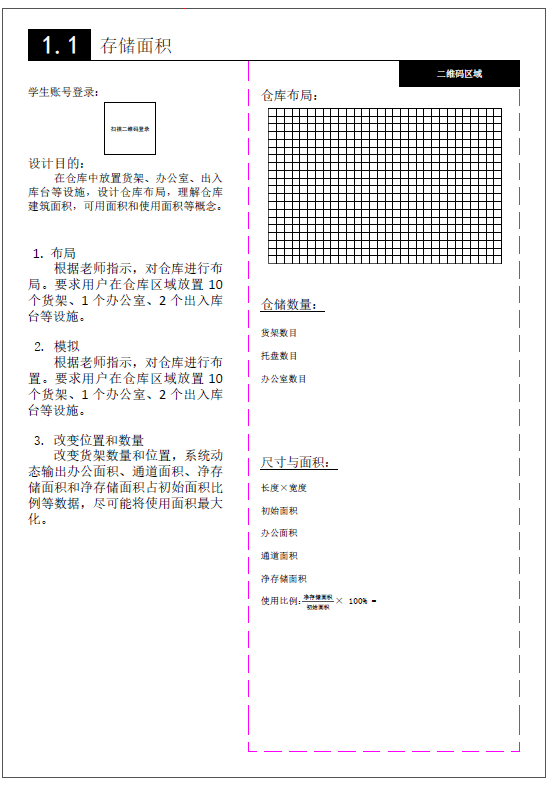 1.1 存储面积
学生账号登录:
扫描二维码登录
设计目的:
在仓库中放置货架、办公室、出入
库台等设施，设计仓库布局，理解仓库
建筑面积，可用面积和使用面积等概念。
1. 布局
根据老师指示，对仓库进行布
局。要求用户在仓库区域放置 10
个货架、1 个办公室、2 个出入库
台等设施。
2. 模拟
根据老师指示，对仓库进行布
置。要求用户在仓库区域放置 10
个货架、1 个办公室、2 个出入库
台等设施。
3. 改变位置和数量
改变货架数量和位置，系统动
态输出办公面积、通道面积、净存
储面积和净存储面积占初始面积比
例等数据，尽可能将使用面积最大
化。
二维码区域
仓库布局:
仓储数量:
货架数目
托盘数目
办公室数目
尺寸与面积:
长度×宽度
初始面积
办公面积
通道面积
净存储面积
使用比例:净存储面积/初始面积× 100% =